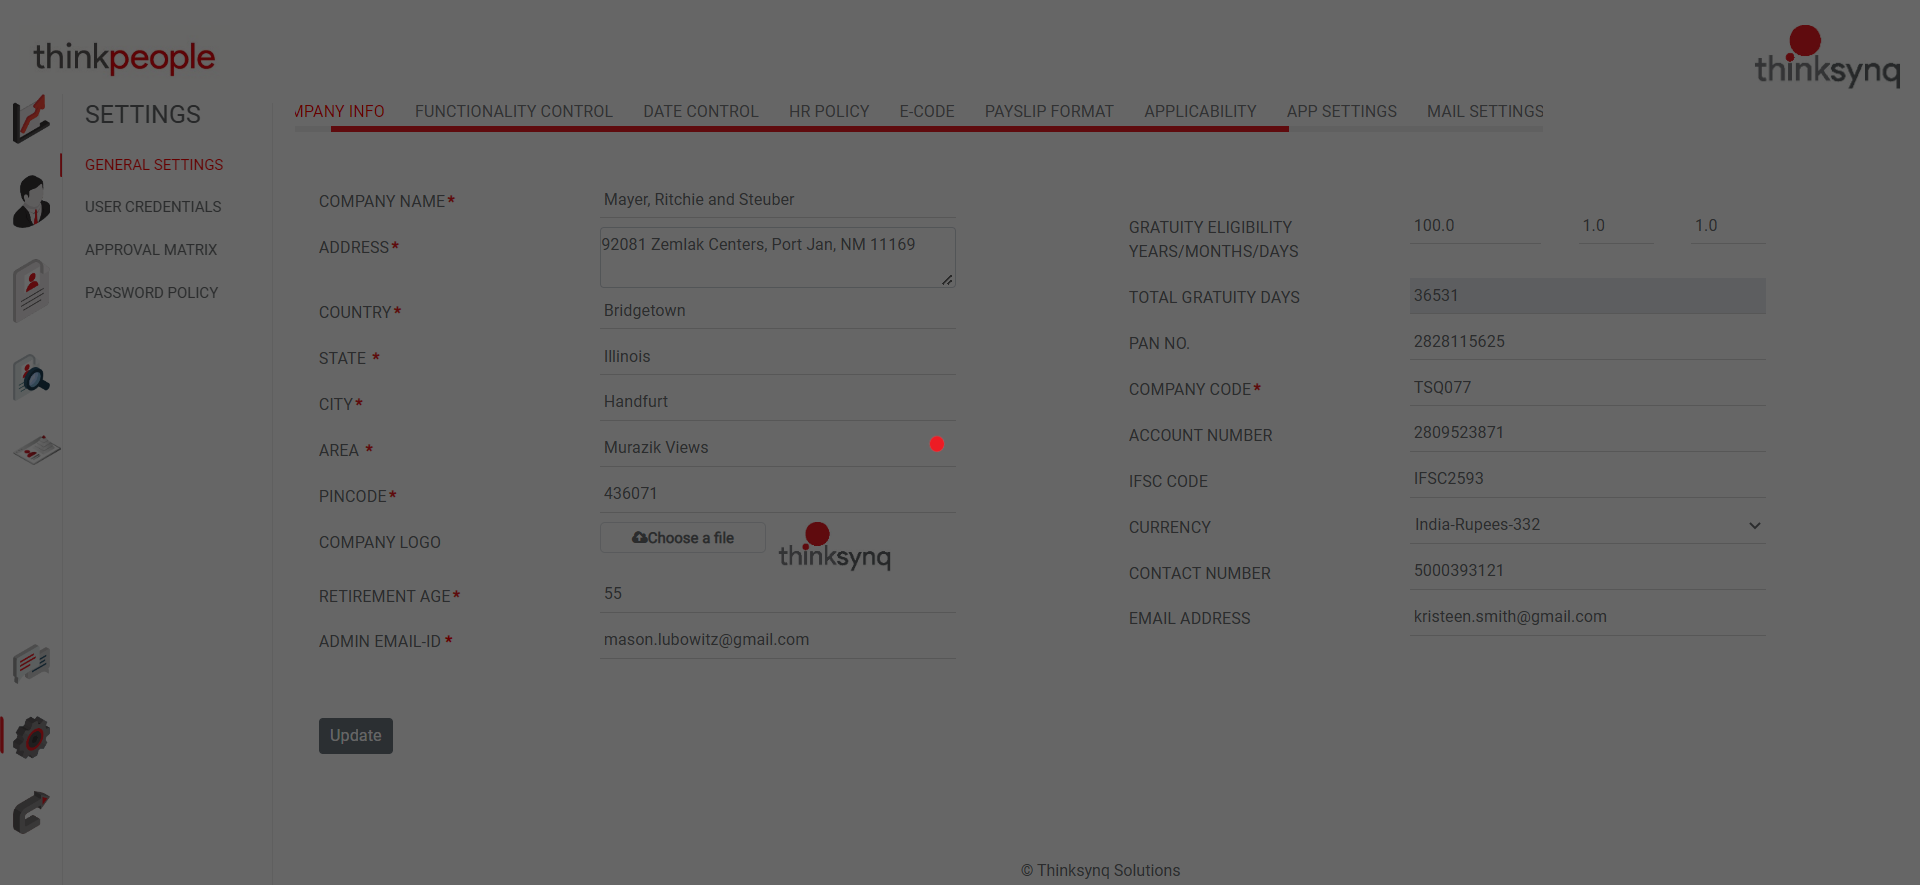 thinkpeople
thinksynq
SETTINGS
GENERAL SETTINGS
USER CREDENTIALS
APPROVAL MATRIX
PASSWORD POLICY
MPANY INFO
FUNCTIONALITY CONTROL
DATE CONTROL
HR POLICY
E-CODE
PAYSLIP FORMAT
APPLICABILITY
APP SETTINGS
MAIL SETTINGS
COMPANY NAME* Mayer, Ritchie and Steuber
ADDRESS* 92081 Zemlak Centers, Port Jan, NM 11169
COUNTRY* Bridgetown
STATE * Illinois
CITY* Handfurt
AREA * Murazik Views
PINCODE* 436071
COMPANY LOGO Choose a file thinksynq
RETIREMENT AGE* 55
ADMIN EMAIL-ID * mason.lubowitz@gmail.com
GRATUITY ELIGIBILITY 100.0 1.0 1.0
YEARS/MONTHS/DAYS
TOTAL GRATUITY DAYS 36531
PAN NO. 2828115625
COMPANY CODE* TSQ077
ACCOUNT NUMBER 2809523871
IFSC CODE IFSC2593
CURRENCY India-Rupees-332
CONTACT NUMBER 5000393121
EMAIL ADDRESS kristeen.smith@gmail.com
Update
© Thinksynq Solutions